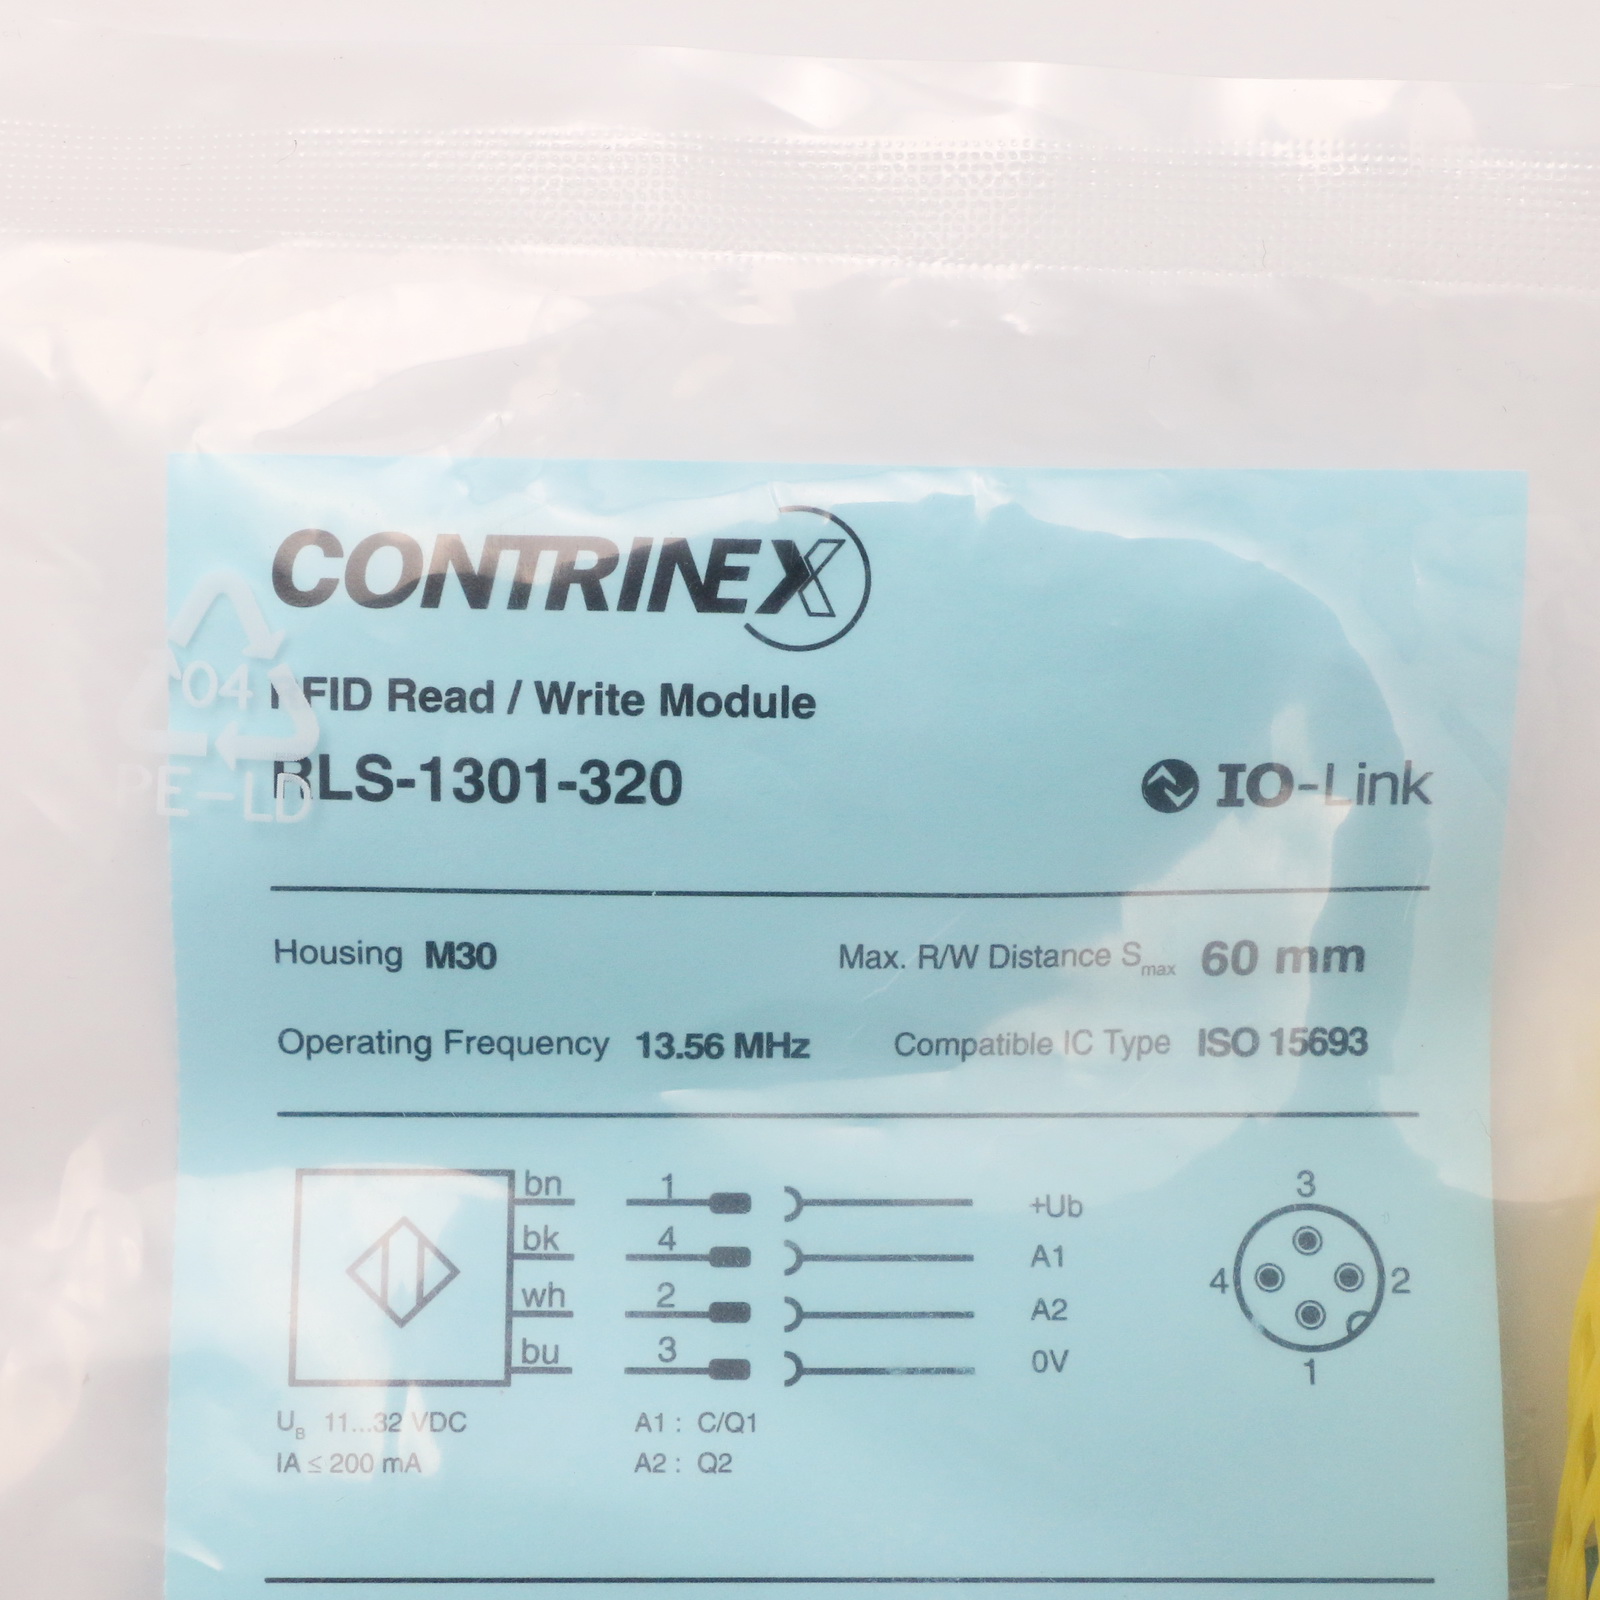 CONTRINEX
04
RFID Read / Write Module
RLS-1301-320
PE-LD
IO-Link
Housing M30
Max. R/W Distance Smax 60 mm
Operating Frequency 13.56 MHz
Compatible IC Type ISO 15693
bn 1 +Ub
bk 4 A1
wh 2 A2
bu 3 0V
3
4 2
1
UB 11...32 VDC
A1 : C/Q1
IA ≤ 200 mA
A2 : Q2